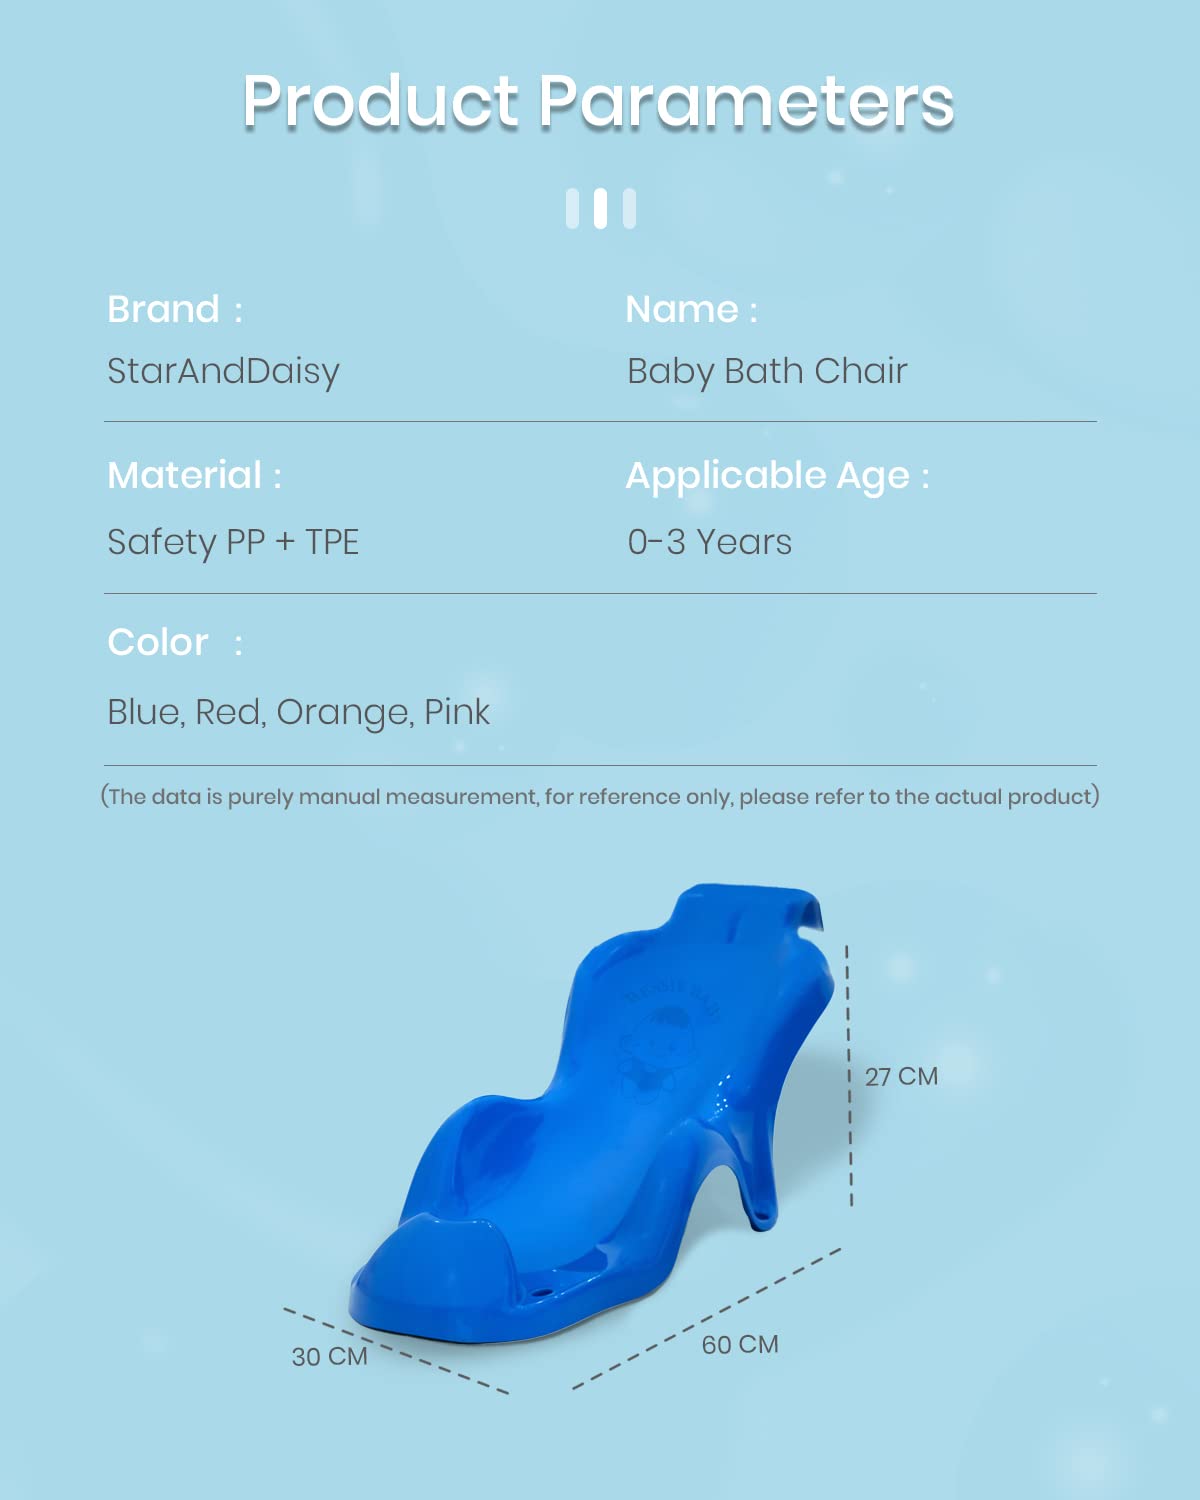 Product Parameters
Brand :
Name :
StarAndDaisy
Baby Bath Chair
Material :
Applicable Age :
Safety PP + TPE
0-3 Years
Color :
Blue, Red, Orange, Pink
(The data is purely manual measurement, for reference only, please refer to the actual product)
27 CM
60 CM
30 CM